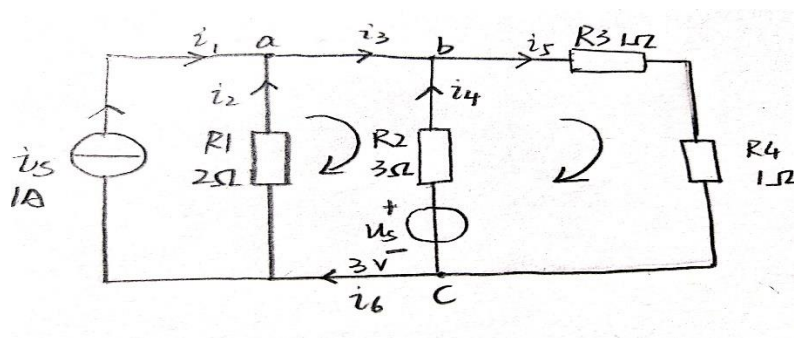 i₁ a i₃ b i₅ R3 1Ω
i₂ i₄
is R1 R2 R4
1A 2Ω 3Ω 1Ω
+
us
3v −
i₆ c